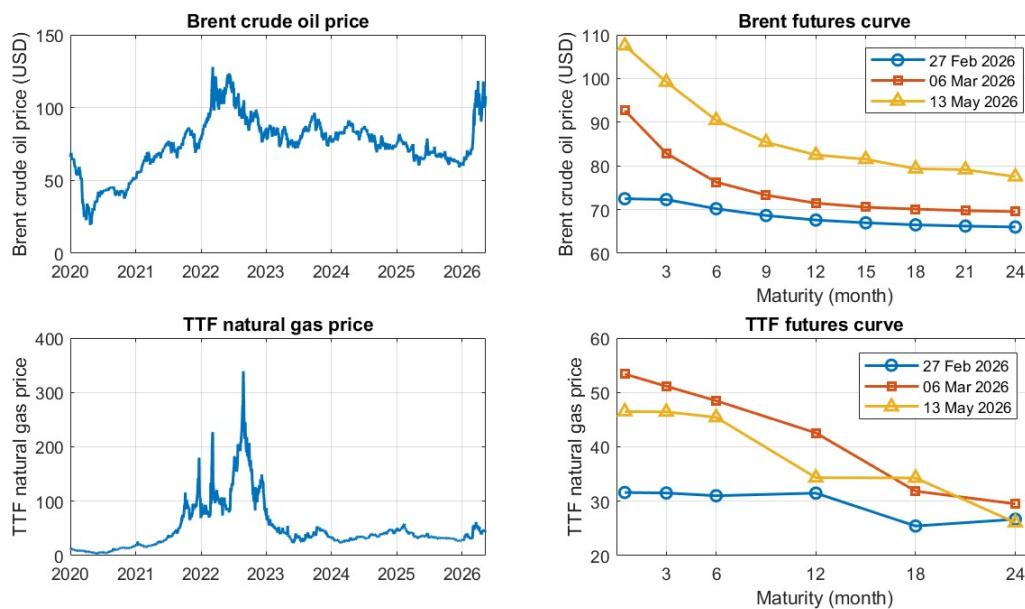 Brent crude oil price
Brent crude oil price (USD)
150
100
50
0
2020 2021 2022 2023 2024 2025 2026
Brent futures curve
Brent crude oil price (USD)
110
100
90
80
70
60
27 Feb 2026
06 Mar 2026
13 May 2026
3 6 9 12 15 18 21 24
Maturity (month)
TTF natural gas price
TTF natural gas price
400
300
200
100
0
2020 2021 2022 2023 2024 2025 2026
TTF futures curve
TTF natural gas price
60
50
40
30
20
27 Feb 2026
06 Mar 2026
13 May 2026
3 6 12 18 24
Maturity (month)